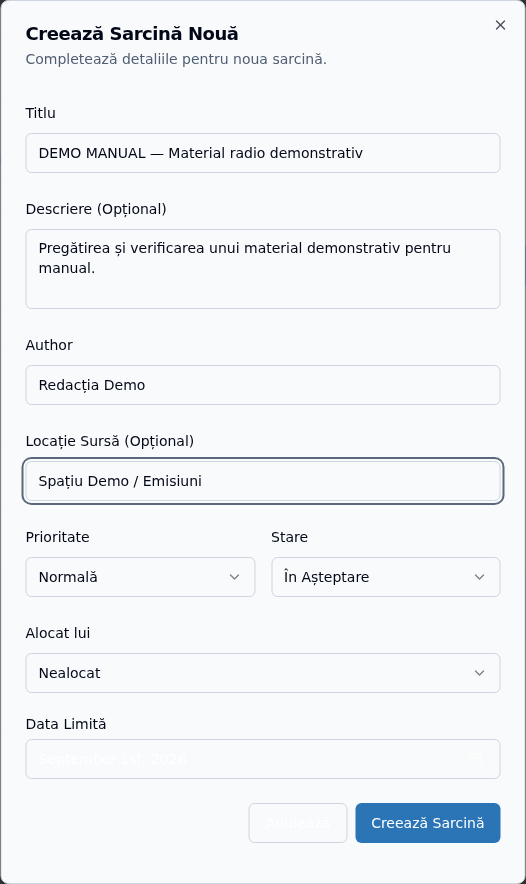 Creează Sarcină Nouă
Completează detaliile pentru noua sarcină.
Titlu
DEMO MANUAL — Material radio demonstrativ
Descriere (Opțional)
Pregătirea și verificarea unui material demonstrativ pentru
manual.
Author
Redacția Demo
Locație Sursă (Opțional)
Spațiu Demo / Emisiuni
Prioritate
Stare
Normală
În Așteptare
Alocat lui
Nealocat
Data Limită
September 1st, 2026
Anulează
Creează Sarcină